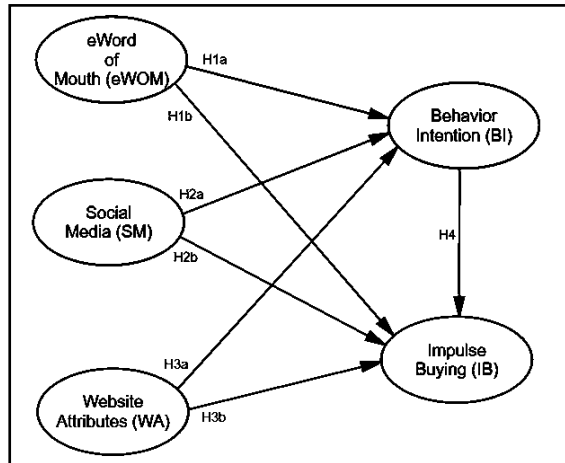 eWord
of
Mouth (eWOM)
H1a
H1b
Behavior
Intention (BI)
H2a
Social
Media (SM)
H2b
H4
H3a
Impulse
Buying (IB)
Website
Attributes (WA)
H3b